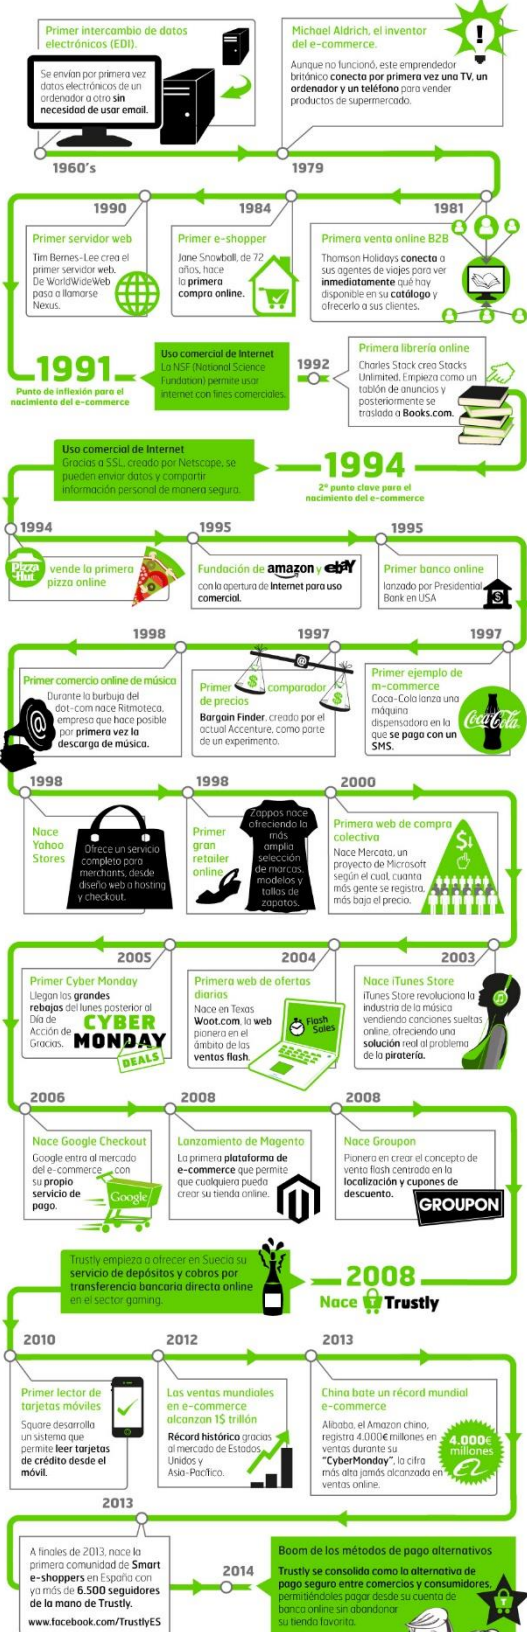 Primer intercambio de datos
electrónicos (EDI).
Se envían por primera vez
datos electrónicos de un
ordenador a otro sin
necesidad de usar email.
1960's
Michael Aldrich, el inventor
del e-commerce.
Aunque no funcionó, este emprendedor
británico conecta por primera vez una TV, un
ordenador y un teléfono para vender
productos de supermercado.
1979
1981
Primera venta online B2B
Thomson Holidays conecta a
sus agentes de viajes para ver
inmediatamente qué hay
disponible en su catálogo y
ofrecerlo a sus clientes.
1984
Primer e-shopper
Jane Snowball, de 72
años, hace
la primera
compra online.
1990
Primer servidor web
Tim Bernes-Lee crea el
primer servidor web.
De WorldWideWeb
pasa a llamarse
Nexus.
1991
Punto de inflexión para el
nacimiento del e-commerce
Uso comercial de Internet
La NSF (National Science
Fundation) permite usar
internet con fines comerciales.
1992
Primera librería online
Charles Stack crea Stacks
Unlimited. Empieza como un
tablón de anuncios y
posteriormente se
traslada a Books.com.
1994
2º punto clave para el
nacimiento del e-commerce
Uso comercial de Internet
Gracias a SSL, creado por Netscape, se
pueden enviar datos y compartir
información personal de manera segura.
1994
Pizza
Hut
vende la primera
pizza online
1995
Fundación de amazon y ebay
con la apertura de Internet para uso
comercial.
1995
Primer banco online
lanzado por Presidential
Bank en USA
1997
Primer ejemplo de
m-commerce
Coca-Cola lanza una
máquina
dispensadora en la
que se paga con un
SMS.
Coca-Cola
1997
Primer comparador
de precios
Bargain Finder, creado por el
actual Accenture, como parte
de un experimento.
1998
Primer comercio online de música
Durante la burbuja del
dot-com nace Ritmoteca,
empresa que hace posible
por primera vez la
descarga de música.
1998
Nace
Yahoo
Stores
Ofrece un servicio
completo para
merchants, desde
diseño web a hosting
y checkout.
1998
Primer
gran
retailer
online
Zappos nace
ofreciendo la
más
amplia
selección
de marcas,
modelos y
tallas de
zapatos.
2000
Primera web de compra
colectiva
Nace Mercata, un
proyecto de Microsoft
según el cual, cuanta
más gente se registra,
más baja el precio.
2003
Nace iTunes Store
iTunes Store revoluciona la
industria de la música
vendiendo canciones sueltas
online, ofreciendo una
solución real al problema
de la piratería.
2004
Primera web de ofertas
diarias
Nace en Texas
Woot.com, la web
pionera en el
ámbito de las
ventas flash.
Flash
Sales
2005
Primer Cyber Monday
Llegan las grandes
rebajas del lunes posterior al
Día de
Acción de
Gracias.
CYBER
MONDAY
DEALS
2006
Nace Google Checkout
Google entra al mercado
del e-commerce con
su propio
servicio de
pago.
Google
2008
Lanzamiento de Magento
La primera plataforma de
e-commerce que permite
que cualquiera pueda
crear su tienda online.
2008
Nace Groupon
Pionera en crear el concepto de
venta flash centrada en la
localización y cupones de
descuento.
GROUPON
2008
Nace Trustly
Trustly empieza a ofrecer en Suecia su
servicio de depósitos y cobros por
transferencia bancaria directa online
en el sector gaming.
2010
Primer lector de
tarjetas móviles
Square desarrolla
un sistema que
permite leer tarjetas
de crédito desde el
móvil.
2012
Las ventas mundiales
en e-commerce
alcanzan 1$ trillón
Récord histórico gracias
al mercado de Estados
Unidos y
Asia-Pacífico.
2013
China bate un récord mundial
e-commerce
Alibaba, el Amazon chino,
registra 4.000€ millones en
ventas durante su
"CyberMonday", la cifra
más alta jamás alcanzada en
ventas online.
4.000€
millones
2013
A finales de 2013, nace la
primera comunidad de Smart
e-shoppers en España con
ya más de 6.500 seguidores
de la mano de Trustly.
www.facebook.com/TrustlyES
2014
Boom de los métodos de pago alternativos
Trustly se consolida como la alternativa de
pago seguro entre comercios y consumidores,
permitiéndoles pagar desde su cuenta de
banca online sin abandonar
su tienda favorita.